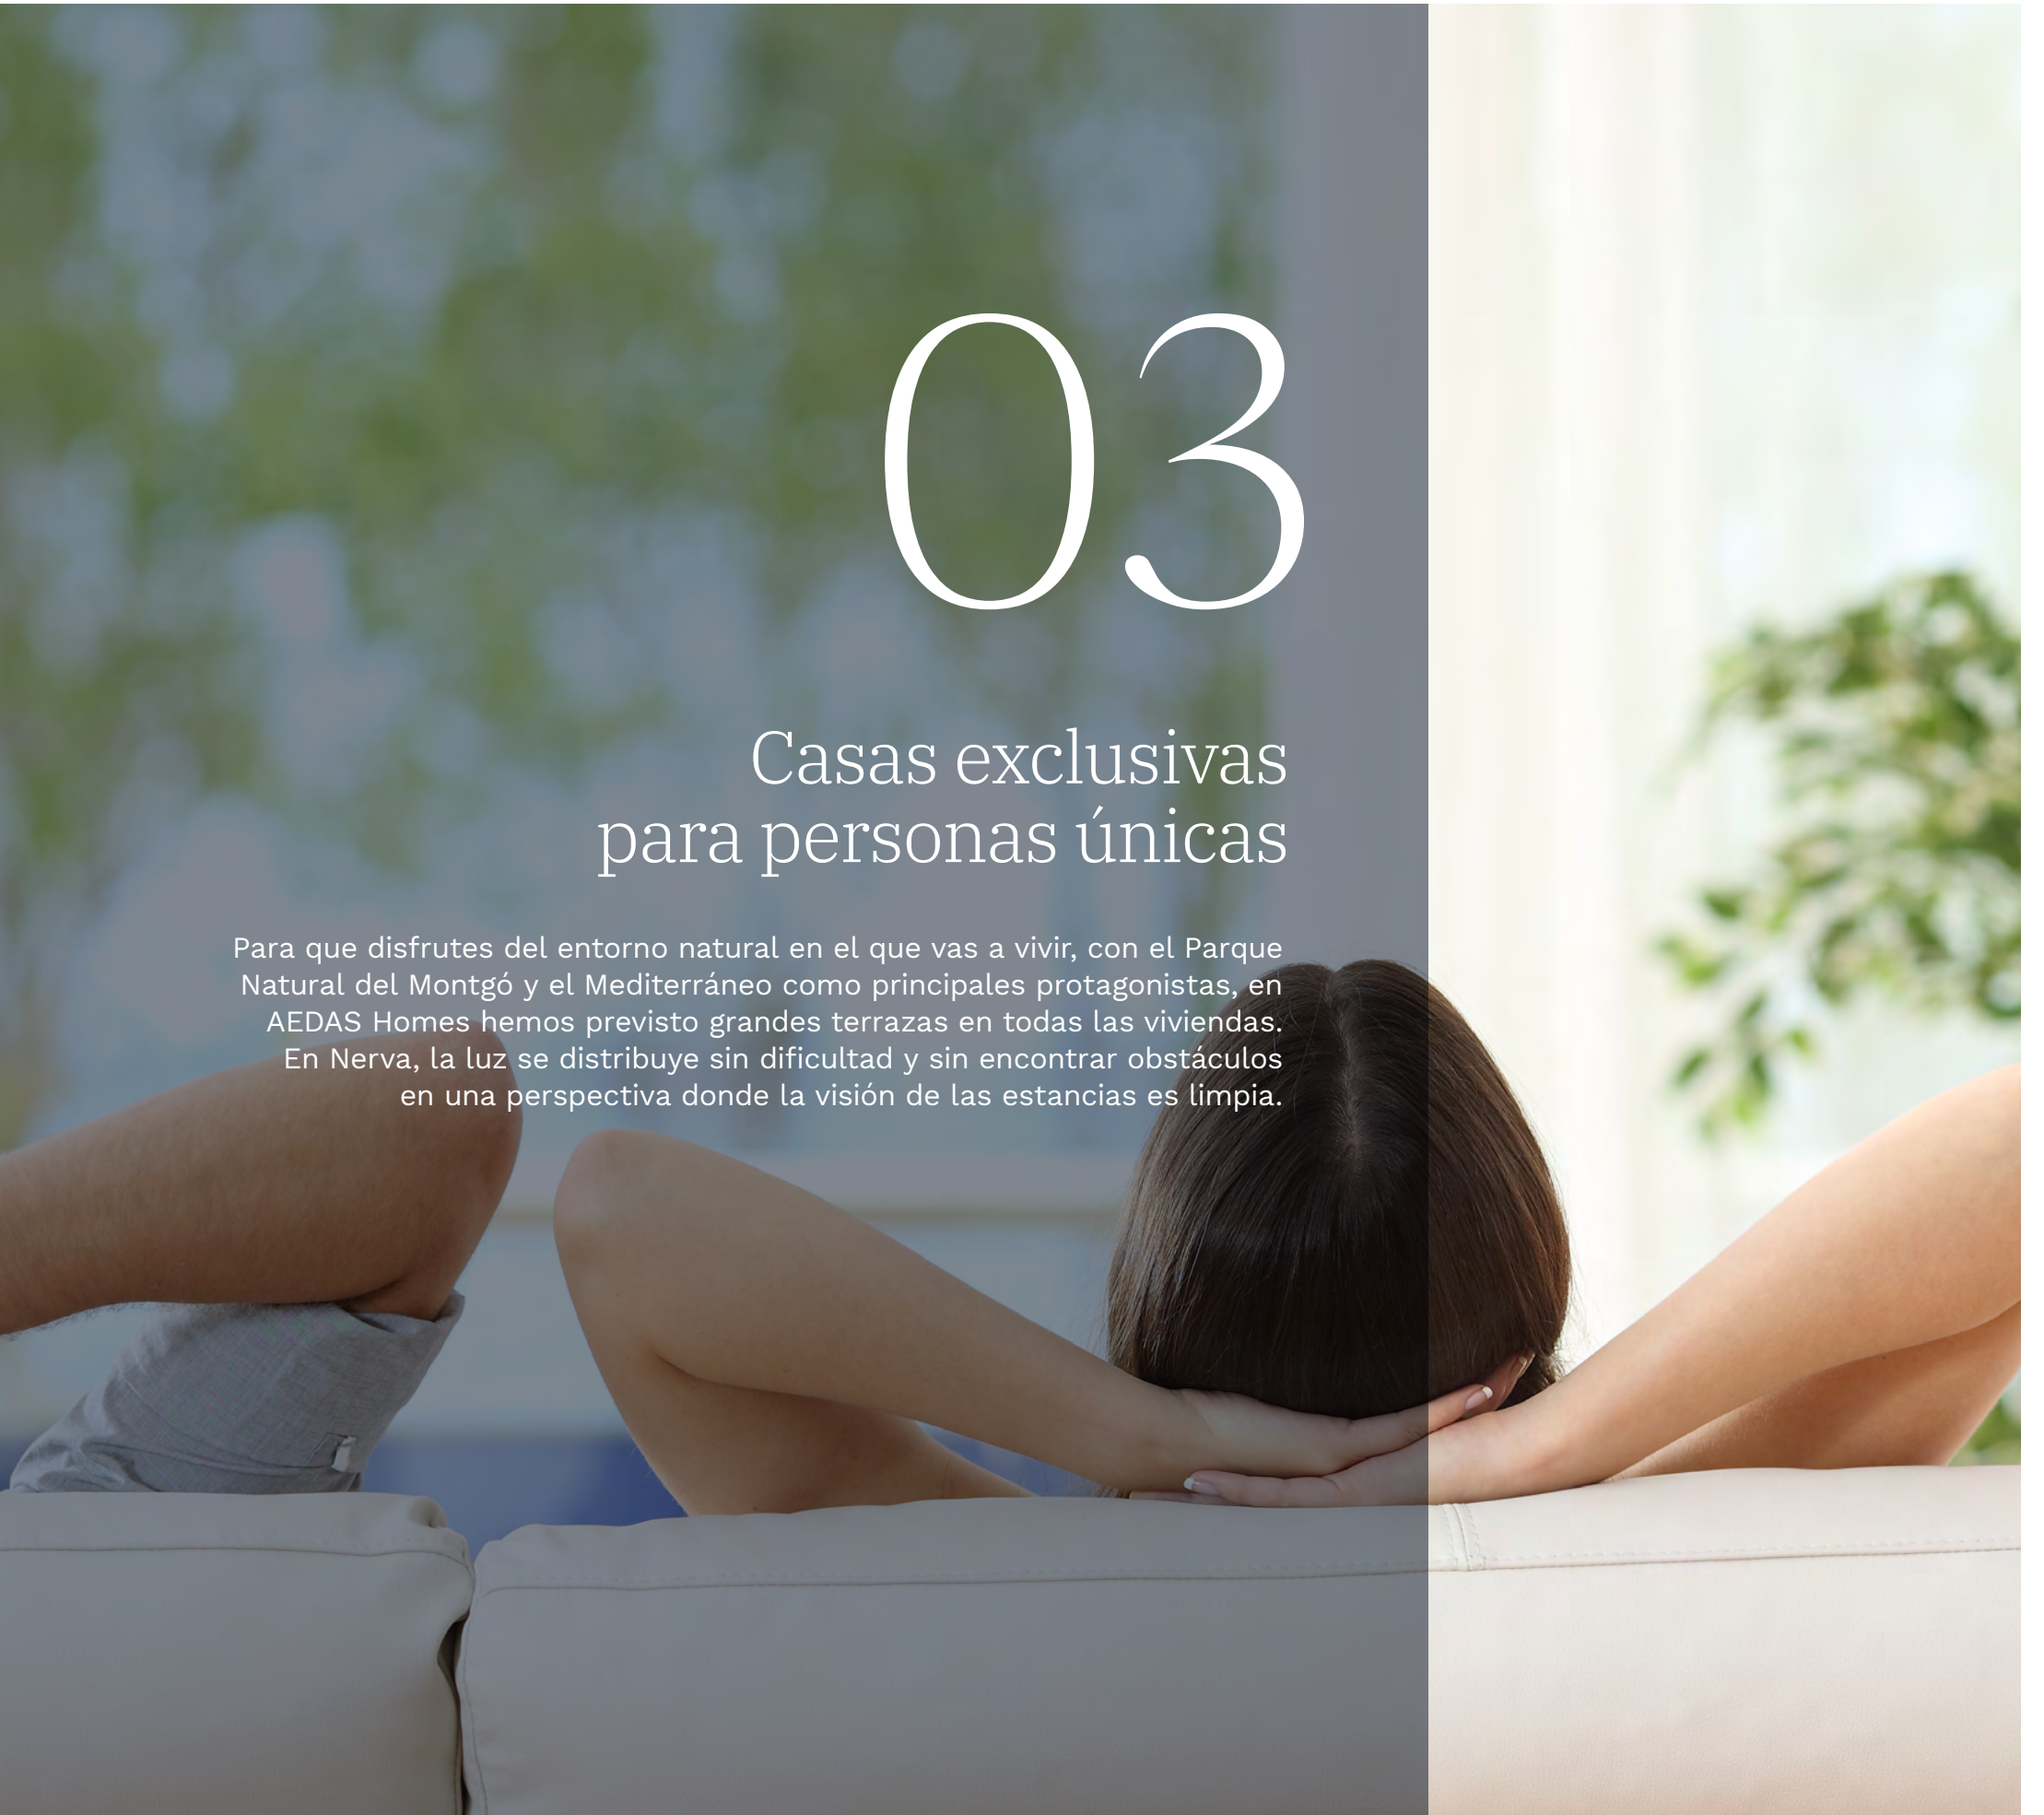 03
Casas exclusivas
para personas únicas
Para que disfrutes del entorno natural en el que vas a vivir, con el Parque
Natural del Montgó y el Mediterráneo como principales protagonistas, en
AEDAS Homes hemos previsto grandes terrazas en todas las viviendas.
En Nerva, la luz se distribuye sin dificultad y sin encontrar obstáculos
en una perspectiva donde la visión de las estancias es limpia.